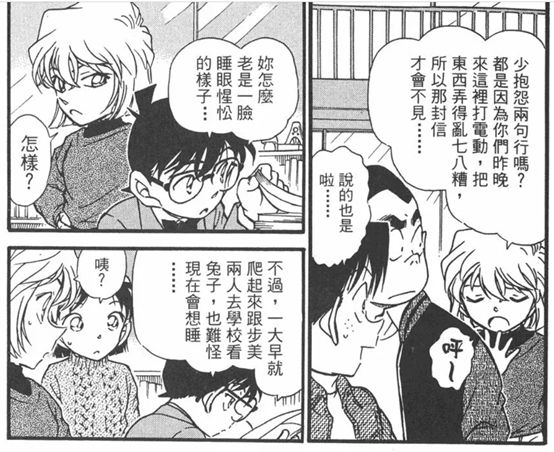 少抱怨兩句行嗎？
都是因為你們昨晚
來這裡打電動，把
東西弄得亂七八糟，
所以那封信
才會不見……
說的也是
啦……
呼～
妳怎麼
老是一臉
睡眼惺忪
的樣子…
怎樣？
不過，一大早就
爬起來跟步美
兩人去學校看
兔子，也難怪
現在會想睡
……
咦？